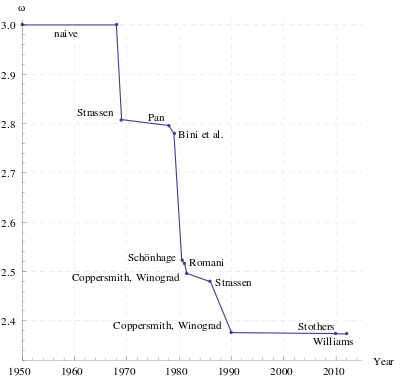 ω
3.0
naive
2.9
Strassen
Pan
2.8
Bini et al.
2.7
2.6
Schönhage
Romani
2.5
Coppersmith, Winograd
Strassen
2.4
Coppersmith, Winograd
Stothers
Williams
Year
1950 1960 1970 1980 1990 2000 2010